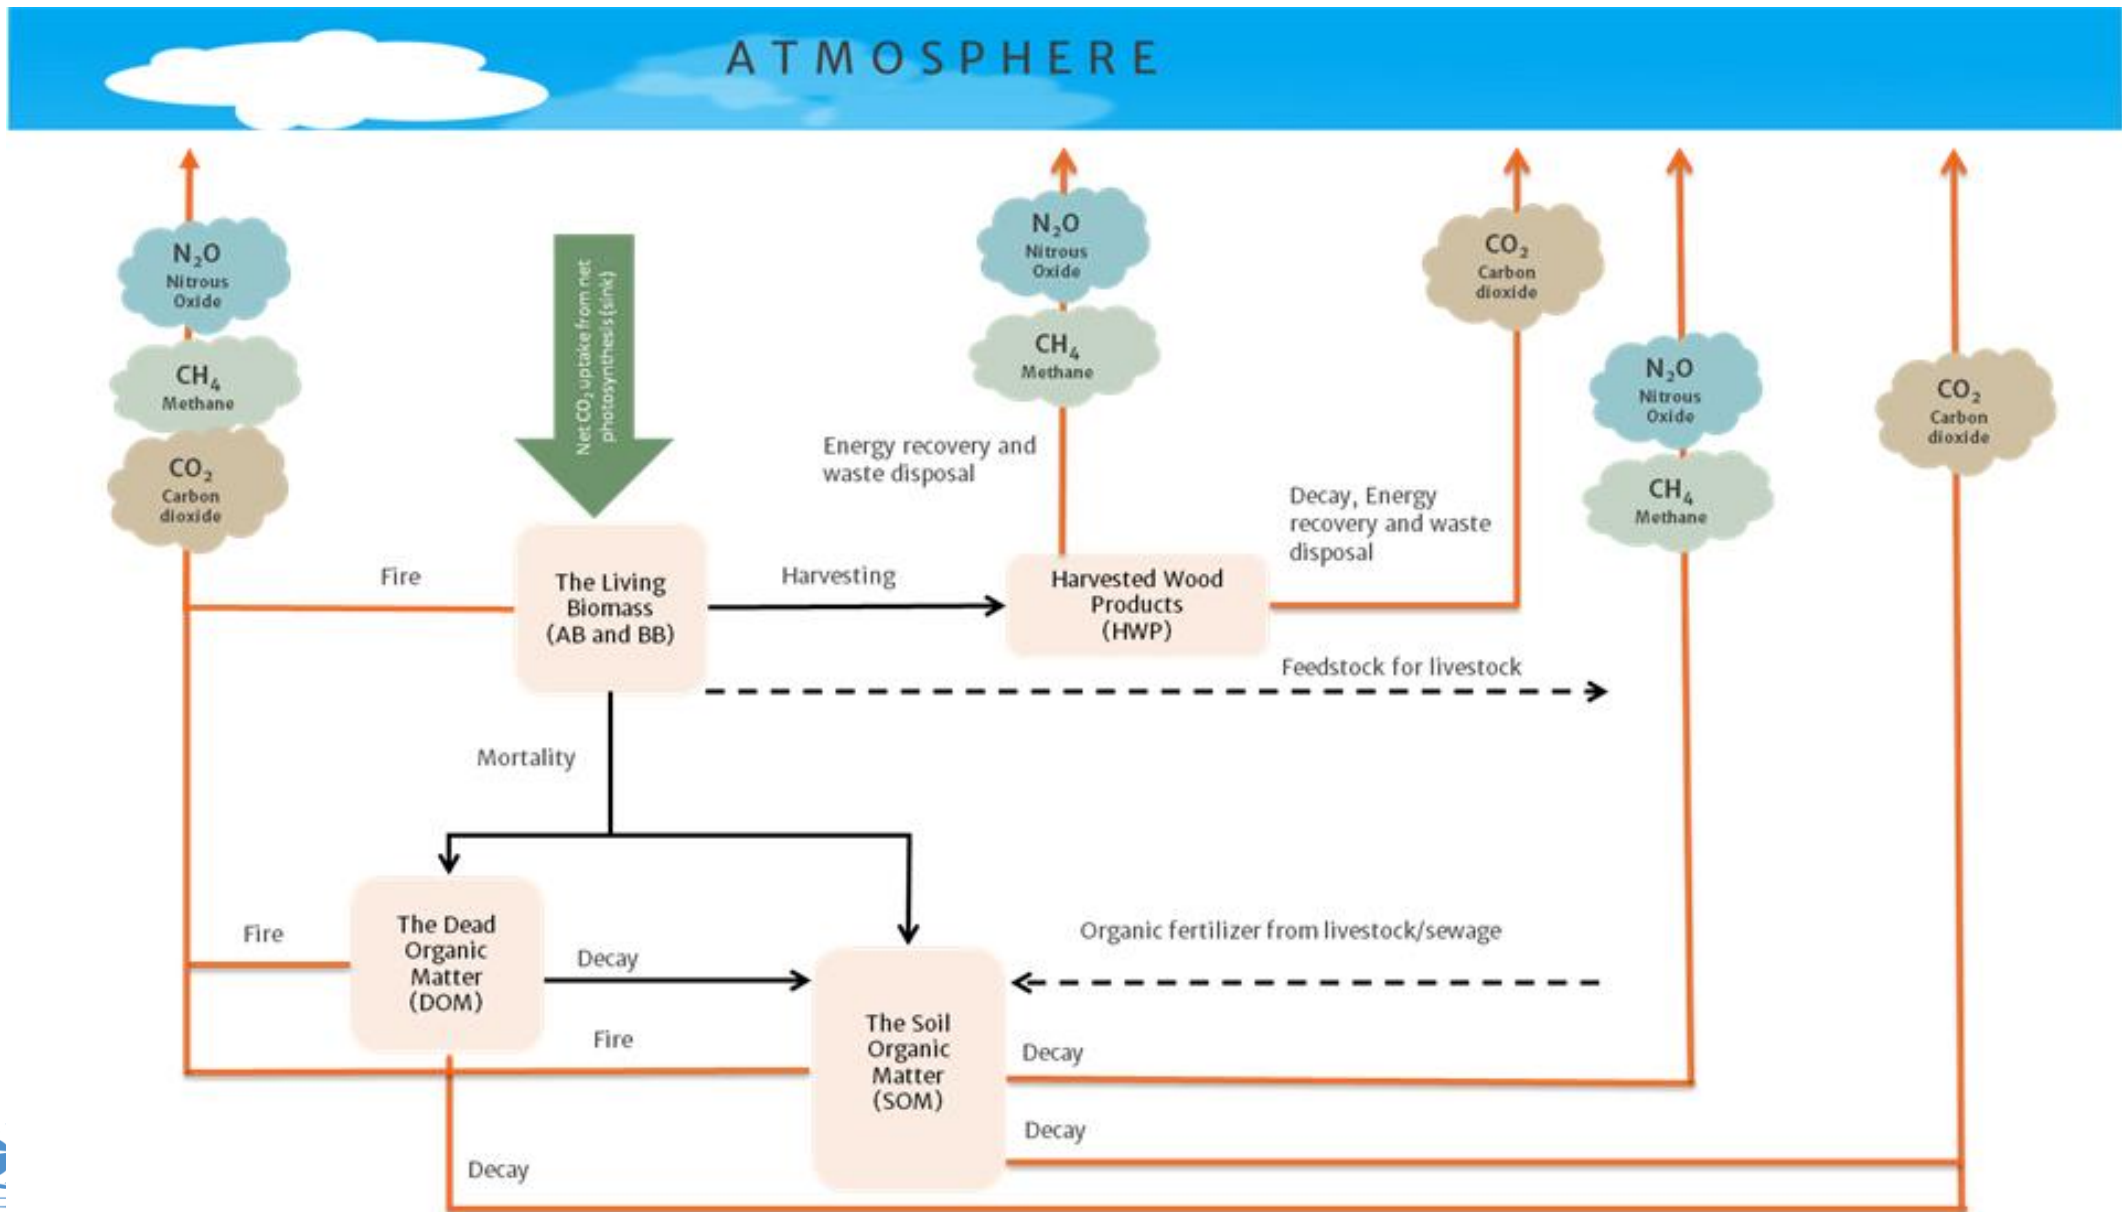 ATMOSPHERE
N₂O
Nitrous
Oxide
CH₄
Methane
CO₂
Carbon
dioxide
Net CO₂ uptake from net
photosynthesis (sink)
N₂O
Nitrous
Oxide
CH₄
Methane
CO₂
Carbon
dioxide
N₂O
Nitrous
Oxide
CH₄
Methane
CO₂
Carbon
dioxide
Energy recovery and
waste disposal
Decay, Energy
recovery and waste
disposal
Fire
The Living
Biomass
(AB and BB)
Harvesting
Harvested Wood
Products
(HWP)
Feedstock for livestock
Mortality
Fire
The Dead
Organic
Matter
(DOM)
Decay
Organic fertilizer from livestock/sewage
Fire
The Soil
Organic
Matter
(SOM)
Decay
Decay
Decay